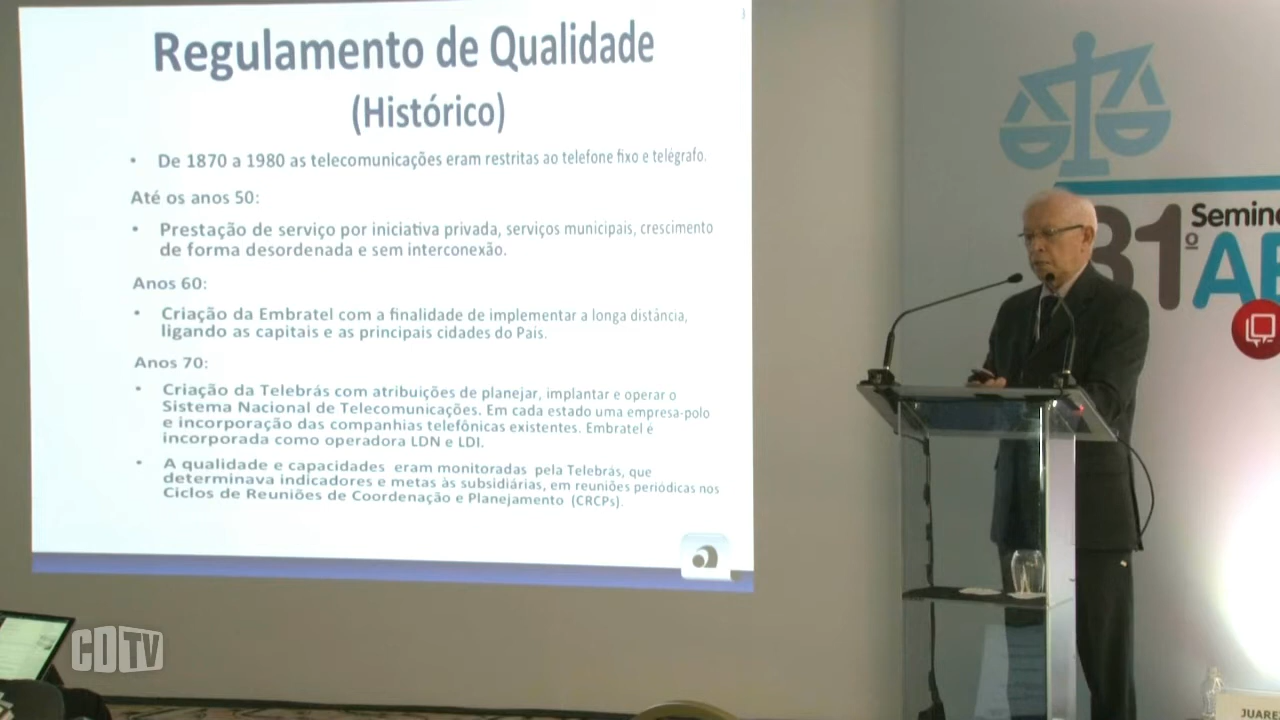 Regulamento de Qualidade
(Histórico)
• De 1870 a 1980 as telecomunicações eram restritas ao telefone fixo e telégrafo.
Até os anos 50:
• Prestação de serviço por iniciativa privada, serviços municipais, crescimento
de forma desordenada e sem interconexão.
Anos 60:
• Criação da Embratel com a finalidade de implementar a longa distância,
ligando as capitais e as principais cidades do País.
Anos 70:
• Criação da Telebrás com atribuições de planejar, implantar e operar o
Sistema Nacional de Telecomunicações. Em cada estado uma empresa-polo
e incorporação das companhias telefônicas existentes. Embratel é
incorporada como operadora LDN e LDI.
• A qualidade e capacidades eram monitoradas pela Telebrás, que
determinava indicadores e metas às subsidiárias, em reuniões periódicas nos
Ciclos de Reuniões de Coordenação e Planejamento (CRCPs).
31º
Semin
AB
CDTV
JUARE